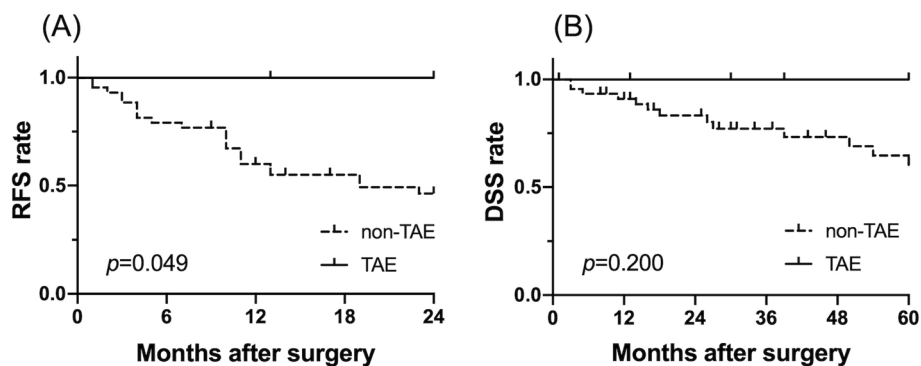 (A)
RFS rate
1.0
0.5
0.0
non-TAE
TAE
p=0.049
0 6 12 18 24
Months after surgery
(B)
DSS rate
1.0
0.5
0.0
non-TAE
TAE
p=0.200
0 12 24 36 48 60
Months after surgery